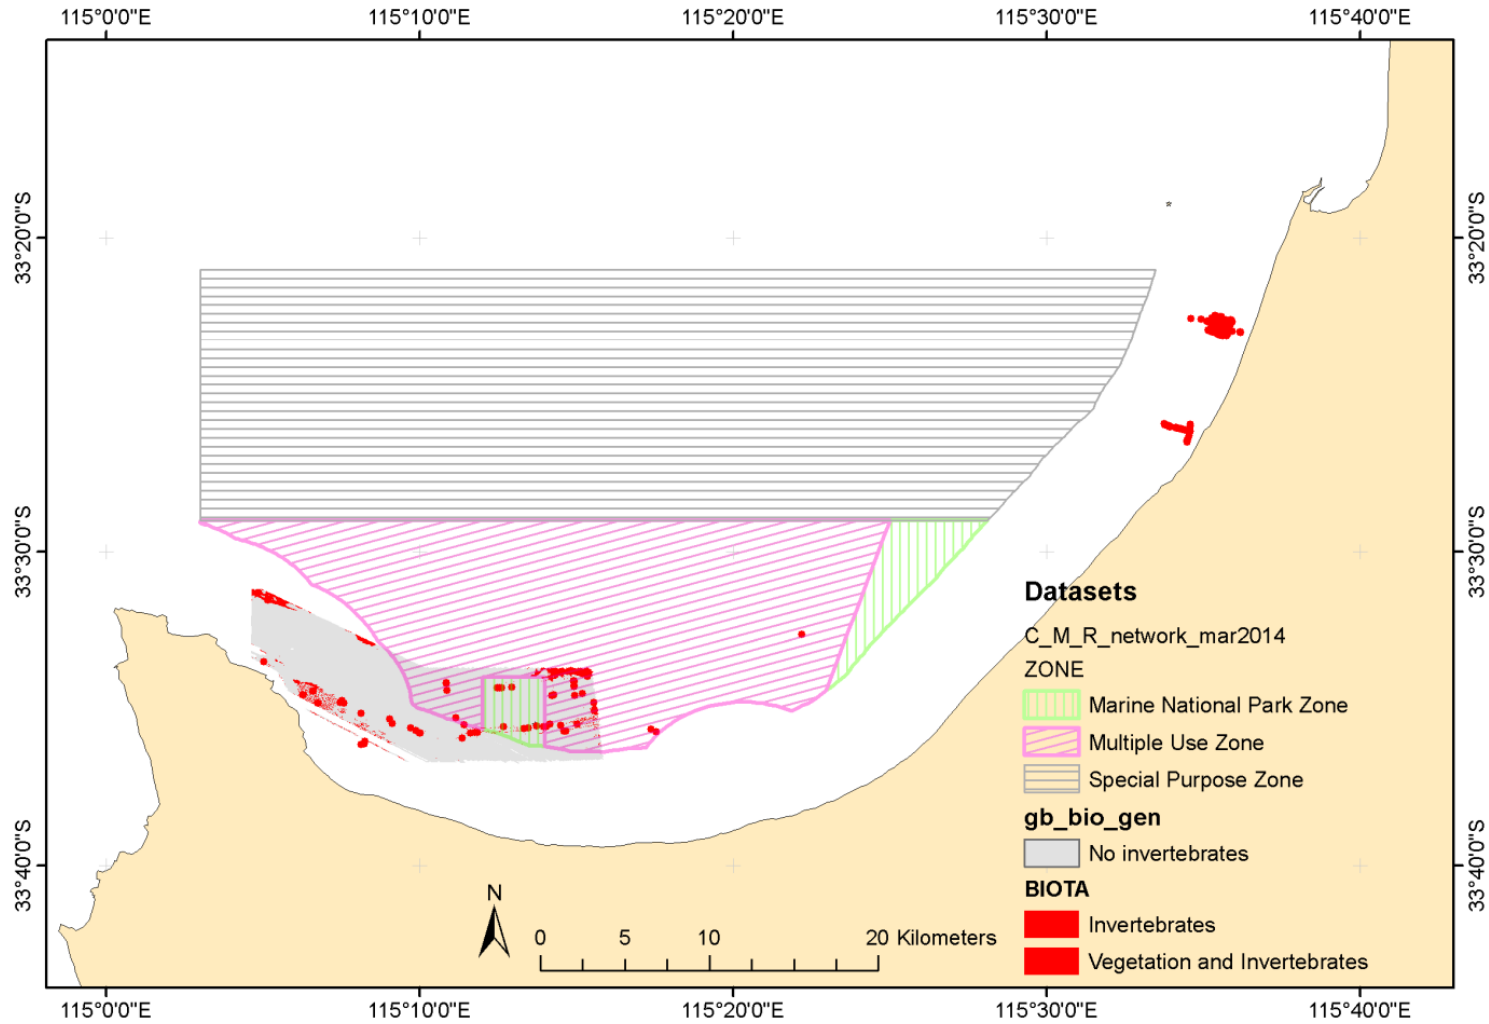 115°0'0"E 115°10'0"E 115°20'0"E 115°30'0"E 115°40'0"E
33°20'0"S 33°20'0"S
33°30'0"S 33°30'0"S
33°40'0"S 33°40'0"S
Datasets
C_M_R_network_mar2014
ZONE
Marine National Park Zone
Multiple Use Zone
Special Purpose Zone
gb_bio_gen
No invertebrates
BIOTA
Invertebrates
Vegetation and Invertebrates
N
0 5 10 20 Kilometers
115°0'0"E 115°10'0"E 115°20'0"E 115°30'0"E 115°40'0"E